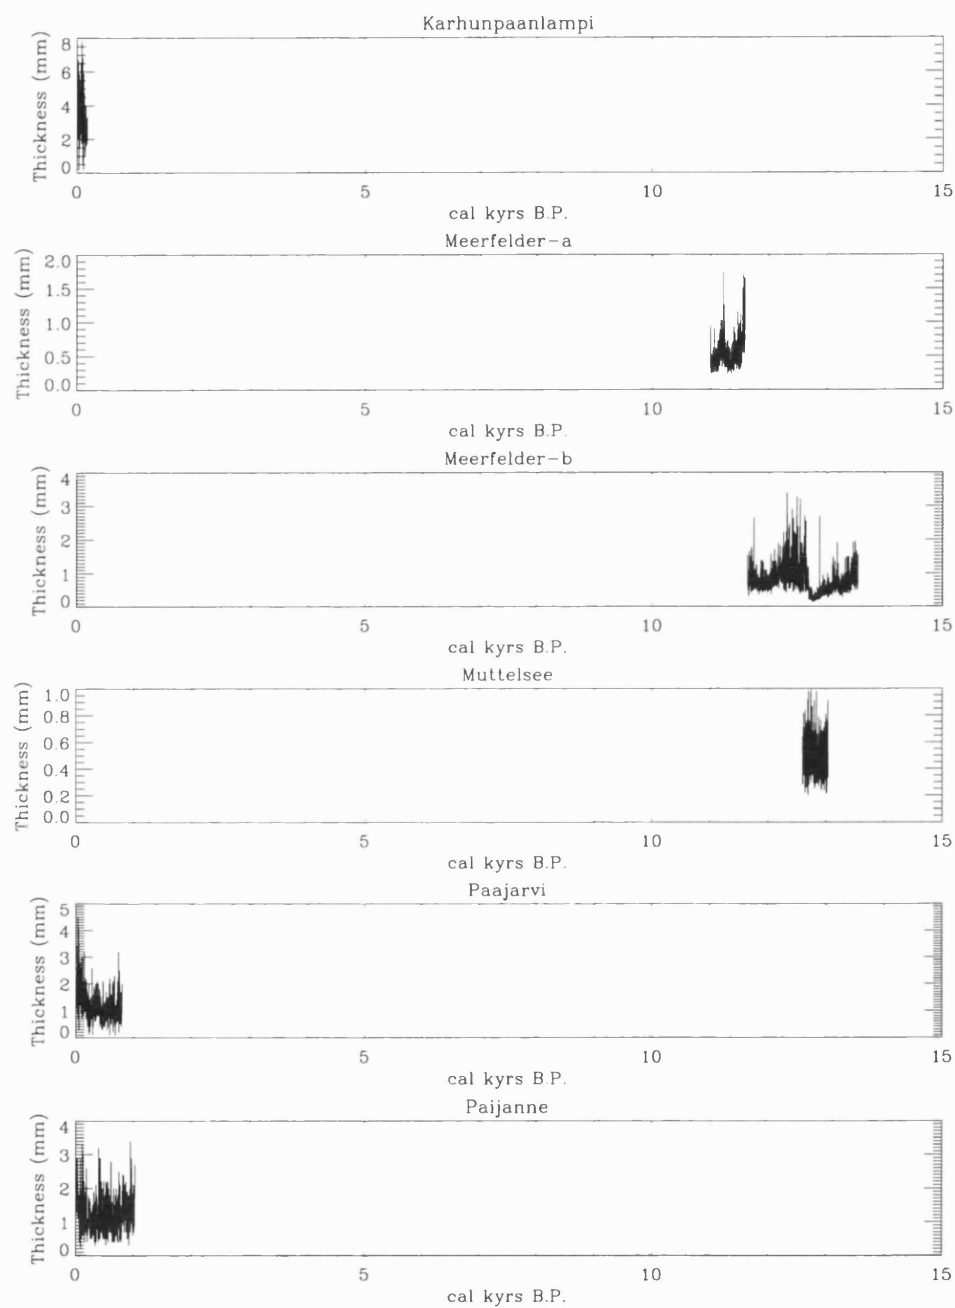 Karhunpaanlampi
Thickness (mm)
8
6
4
2
0
0 5 10 15
cal kyrs B.P.
Meerfelder-a
Thickness (mm)
2.0
1.5
1.0
0.5
0.0
0 5 10 15
cal kyrs B.P.
Meerfelder-b
Thickness (mm)
4
3
2
1
0
0 5 10 15
cal kyrs B.P.
Muttelsee
Thickness (mm)
1.0
0.8
0.6
0.4
0.2
0.0
0 5 10 15
cal kyrs B.P.
Paajarvi
Thickness (mm)
5
4
3
2
1
0
0 5 10 15
cal kyrs B.P.
Paijanne
Thickness (mm)
4
3
2
1
0
0 5 10 15
cal kyrs B.P.